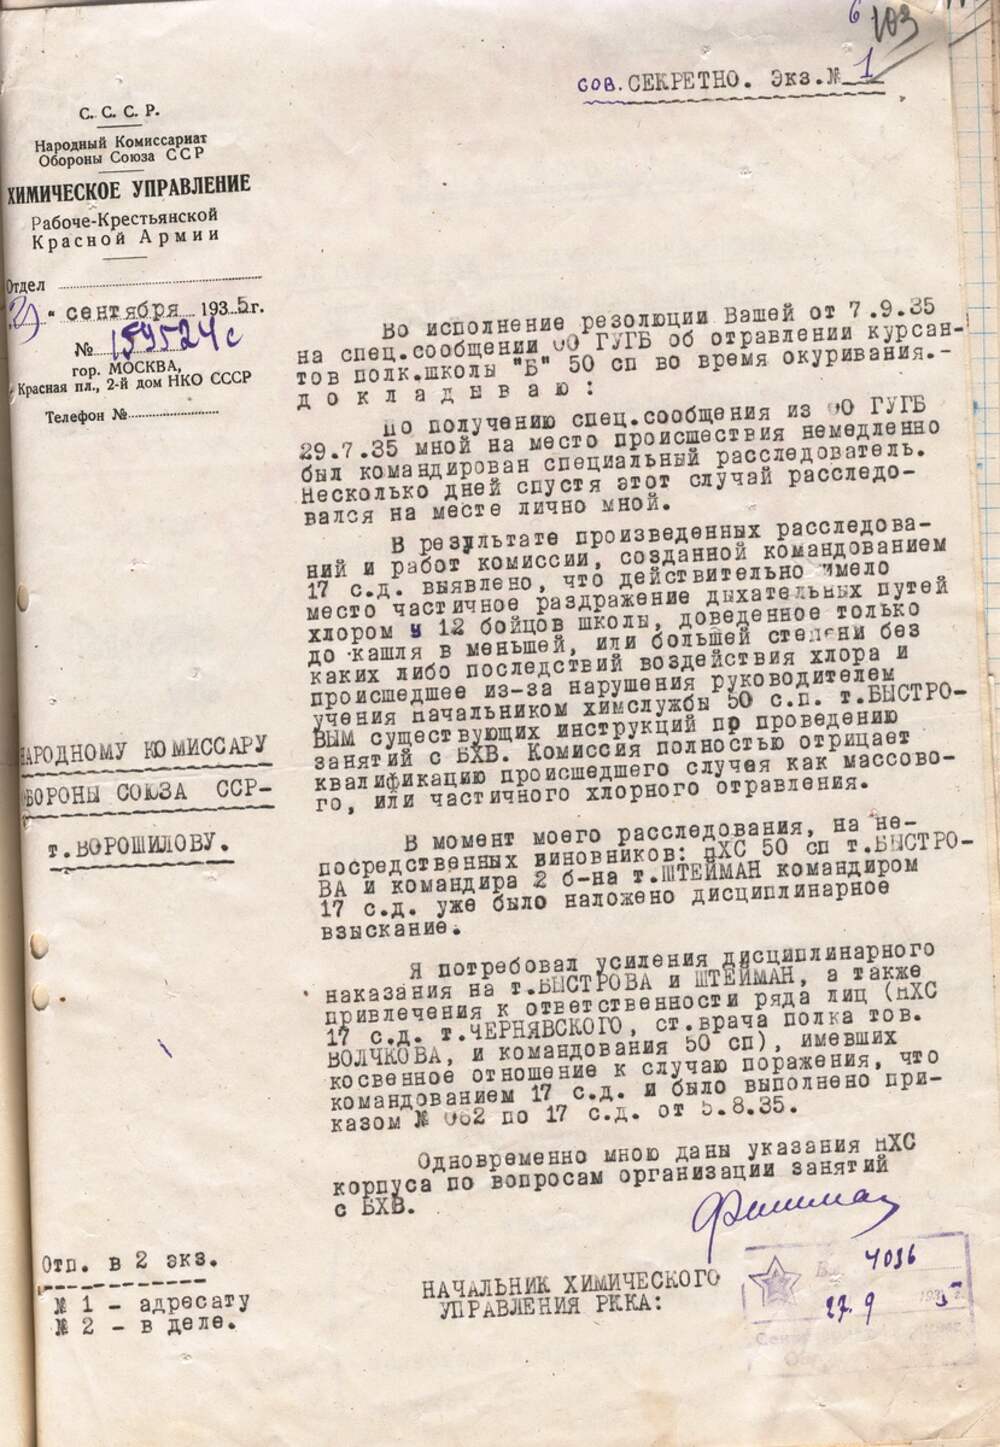 6 103
сов. СЕКРЕТНО. Экз.№ 1
С. С. С. Р.
Народный Комиссариат
Обороны Союза ССР
ХИМИЧЕСКОЕ УПРАВЛЕНИЕ
Рабоче-Крестьянской
Красной Армии
Отдел
" сентября 1935г.
№ 159524с
гор. МОСКВА,
Красная пл., 2-й дом НКО СССР
Телефон №
Во исполнение резолюции Вашей от 7.9.35
на спец.сообщении ОО ГУГБ об отравлении курсан-
тов полк.школы "Б" 50 сп во время окуривания.-
д о к л а д ы в а ю :
По получению спец.сообщения из ОО ГУГБ
29.7.35 мной на место происшествия немедленно
был командирован специальный расследователь.
Несколько дней спустя этот случай расследо-
вался на месте лично мной.
В результате произведенных расследова-
ний и работ комиссии, созданной командованием
17 с.д. выявлено, что действительно имело
место частичное раздражение дыхательных путей
хлором у 12 бойцов школы, доведенное только
до кашля в меньшей, или большей степени без
каких либо последствий воздействия хлора и
происшедшее из-за нарушения руководителем
учения начальником химслужбы 50 с.п. т.БЫСТРО-
ВЫМ существующих инструкций пр проведению
занятий с БХВ. Комиссия полностью отрицает
квалификацию происшедшего случая как массово-
го, или частичного хлорного отравления.
НАРОДНОМУ КОМИССАРУ
ОБОРОНЫ СОЮЗА ССР-
т.ВОРОШИЛОВУ.
В момент моего расследования, на не-
посредственных виновников: НХС 50 сп т.БЫСТРО-
ВА и командира 2 б-на т.ШТЕЙМАН командиром
17 с.д. уже было наложено дисциплинарное
взыскание.
Я потребовал усиления дисциплинарного
наказания на т.БЫСТРОВА и ШТЕЙМАН, а также
привлечения к ответственности ряда лиц (НХС
17 с.д. т.ЧЕРНЯВСКОГО, ст.врача полка тов.
ВОЛЧКОВА, и командования 50 сп), имевших
косвенное отношение к случаю поражения, что
командованием 17 с.д. и было выполнено при-
казом № 062 по 17 с.д. от 5.8.35.
Одновременно мною даны указания НХС
корпуса по вопросам организации занятий
с БХВ.
Фишман
НАЧАЛЬНИК ХИМИЧЕСКОГО
УПРАВЛЕНИЯ РККА:
Отп. в 2 экз.
№ 1 - адресату
№ 2 - в деле.
Вх. 4036
27. 9 1935 г.